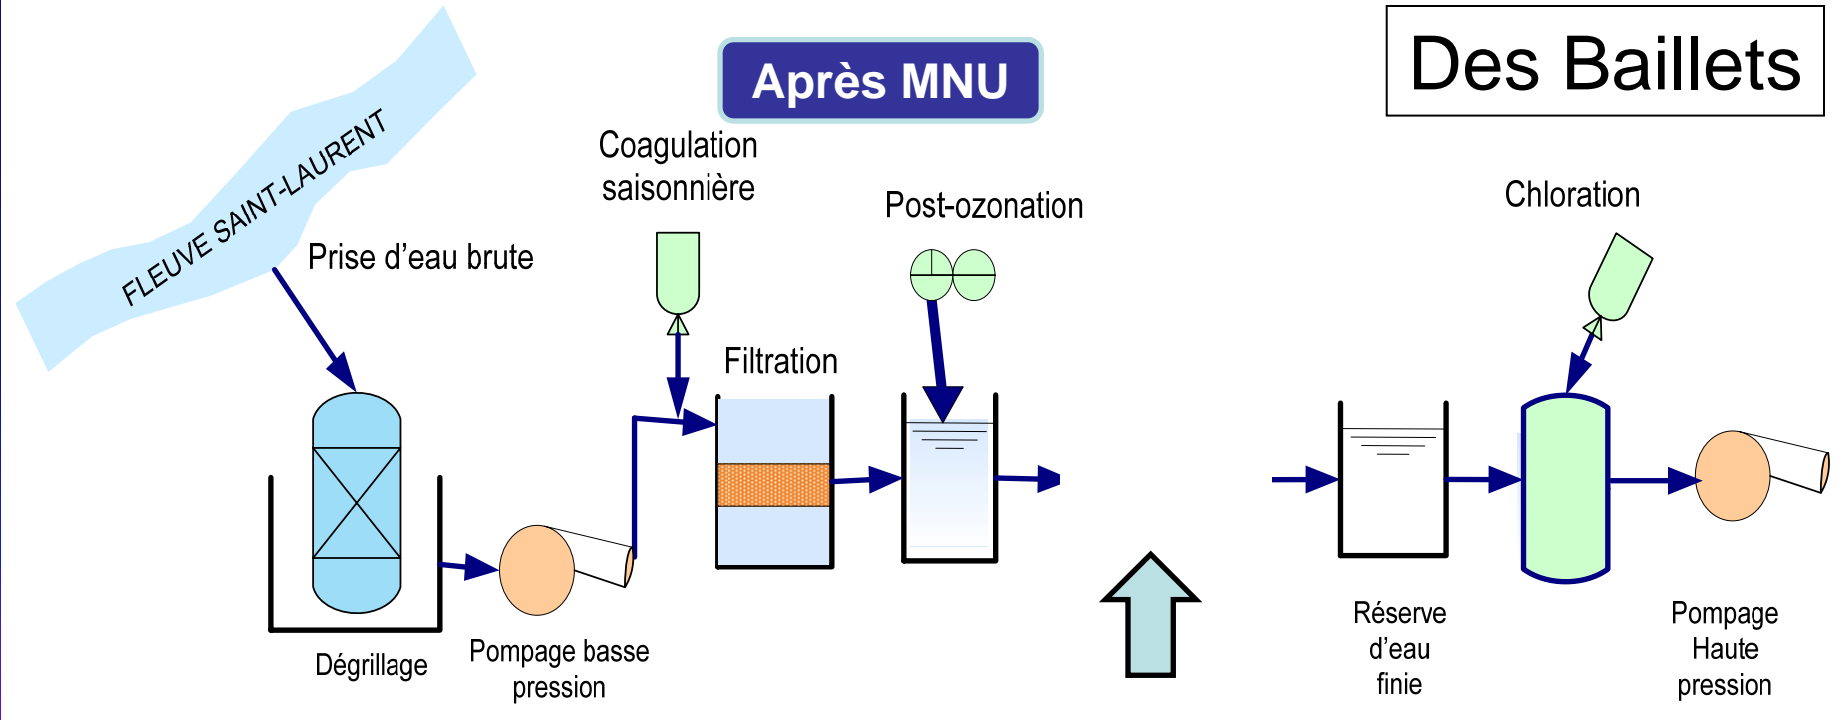 Des Baillets
Après MNU
Coagulation
saisonnière
FLEUVE SAINT-LAURENT
Post-ozonation
Chloration
Prise d’eau brute
Filtration
Dégrillage
Pompage basse
pression
Réserve
d’eau
finie
Pompage
Haute
pression